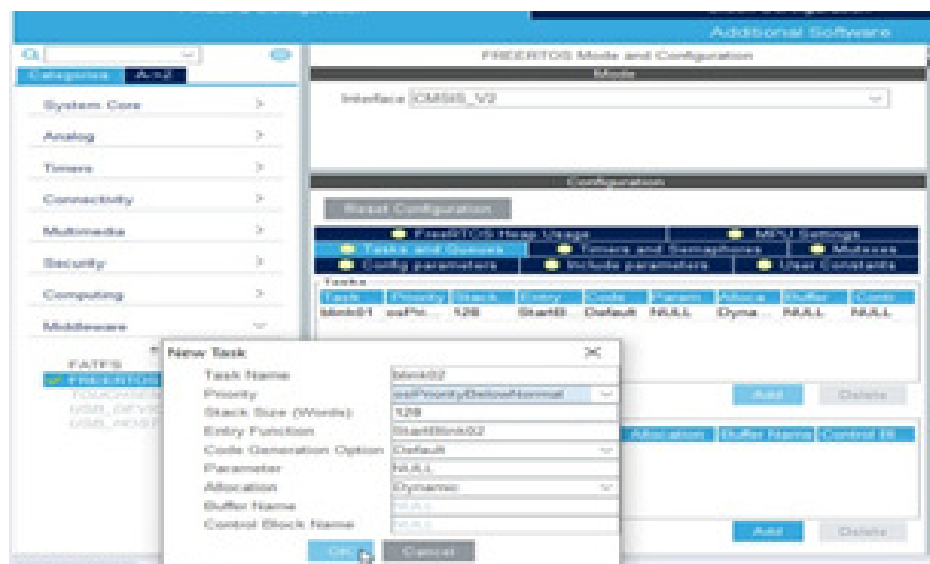 Additional Software
FREERTOS Mode and Configuration
Categories A->Z
Mode
System Core
Interface CMSIS_V2
Analog
Timers
Configuration
Connectivity
Reset Configuration
Multimedia
FreeRTOS Heap Usage MPU Settings
Tasks and Queues Timers and Semaphores Mutexes
Security
Config parameters Include parameters User Constants
Computing
Tasks
Task Priority Stack Entry Code Param Alloca Buffer Contr
blink01 osPri... 128 StartB... Default NULL Dyna... NULL NULL
Middleware
FATFS
FREERTOS
USB_HOST
New Task
Task Name blink02
Priority osPriorityBelowNormal
Stack Size (Words) 128
Entry Function StartBlink02
Code Generation Option Default
Parameter NULL
Allocation Dynamic
Buffer Name NULL
Control Block Name NULL
OK Cancel
Add Delete
Allocation Buffer Name Control Bl
Add Delete